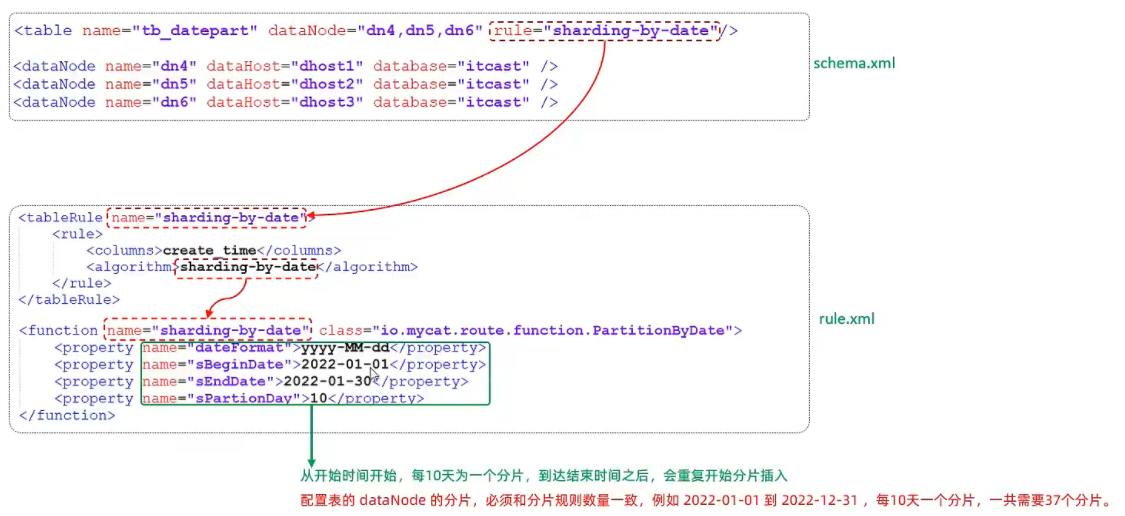 <table name="tb_datepart" dataNode="dn4,dn5,dn6" rule="sharding-by-date"/>
<dataNode name="dn4" dataHost="dhost1" database="itcast" />
<dataNode name="dn5" dataHost="dhost2" database="itcast" />
<dataNode name="dn6" dataHost="dhost3" database="itcast" />
schema.xml
<tableRule name="sharding-by-date">
<rule>
<columns>create_time</columns>
<algorithm>sharding-by-date</algorithm>
</rule>
</tableRule>
<function name="sharding-by-date" class="io.mycat.route.function.PartitionByDate">
<property name="dateFormat">yyyy-MM-dd</property>
<property name="sBeginDate">2022-01-01</property>
<property name="sEndDate">2022-01-30</property>
<property name="sPartionDay">10</property>
</function>
rule.xml
从开始时间开始，每10天为一个分片，到达结束时间之后，会重复开始分片插入
配置表的 dataNode 的分片，必须和分片规则数量一致，例如 2022-01-01 到 2022-12-31 ，每10天一个分片，一共需要37个分片。